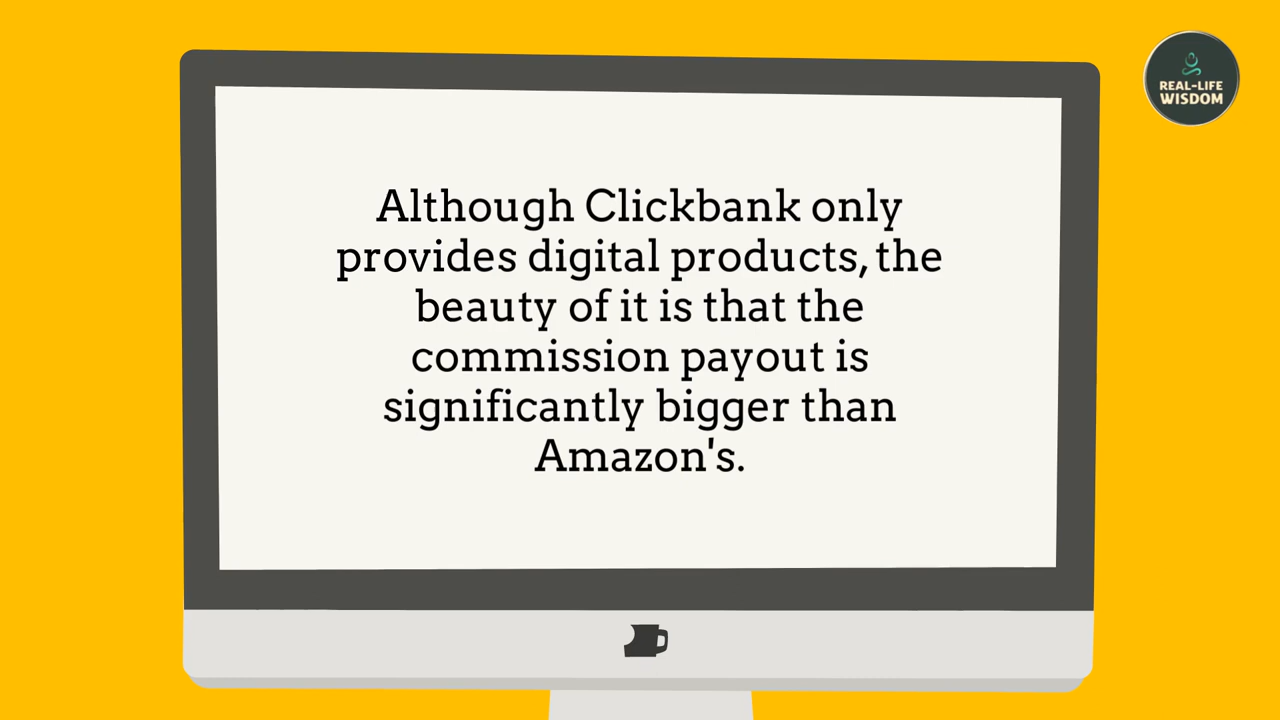 REAL-LIFE
WISDOM
Although Clickbank only
provides digital products, the
beauty of it is that the
commission payout is
significantly bigger than
Amazon's.